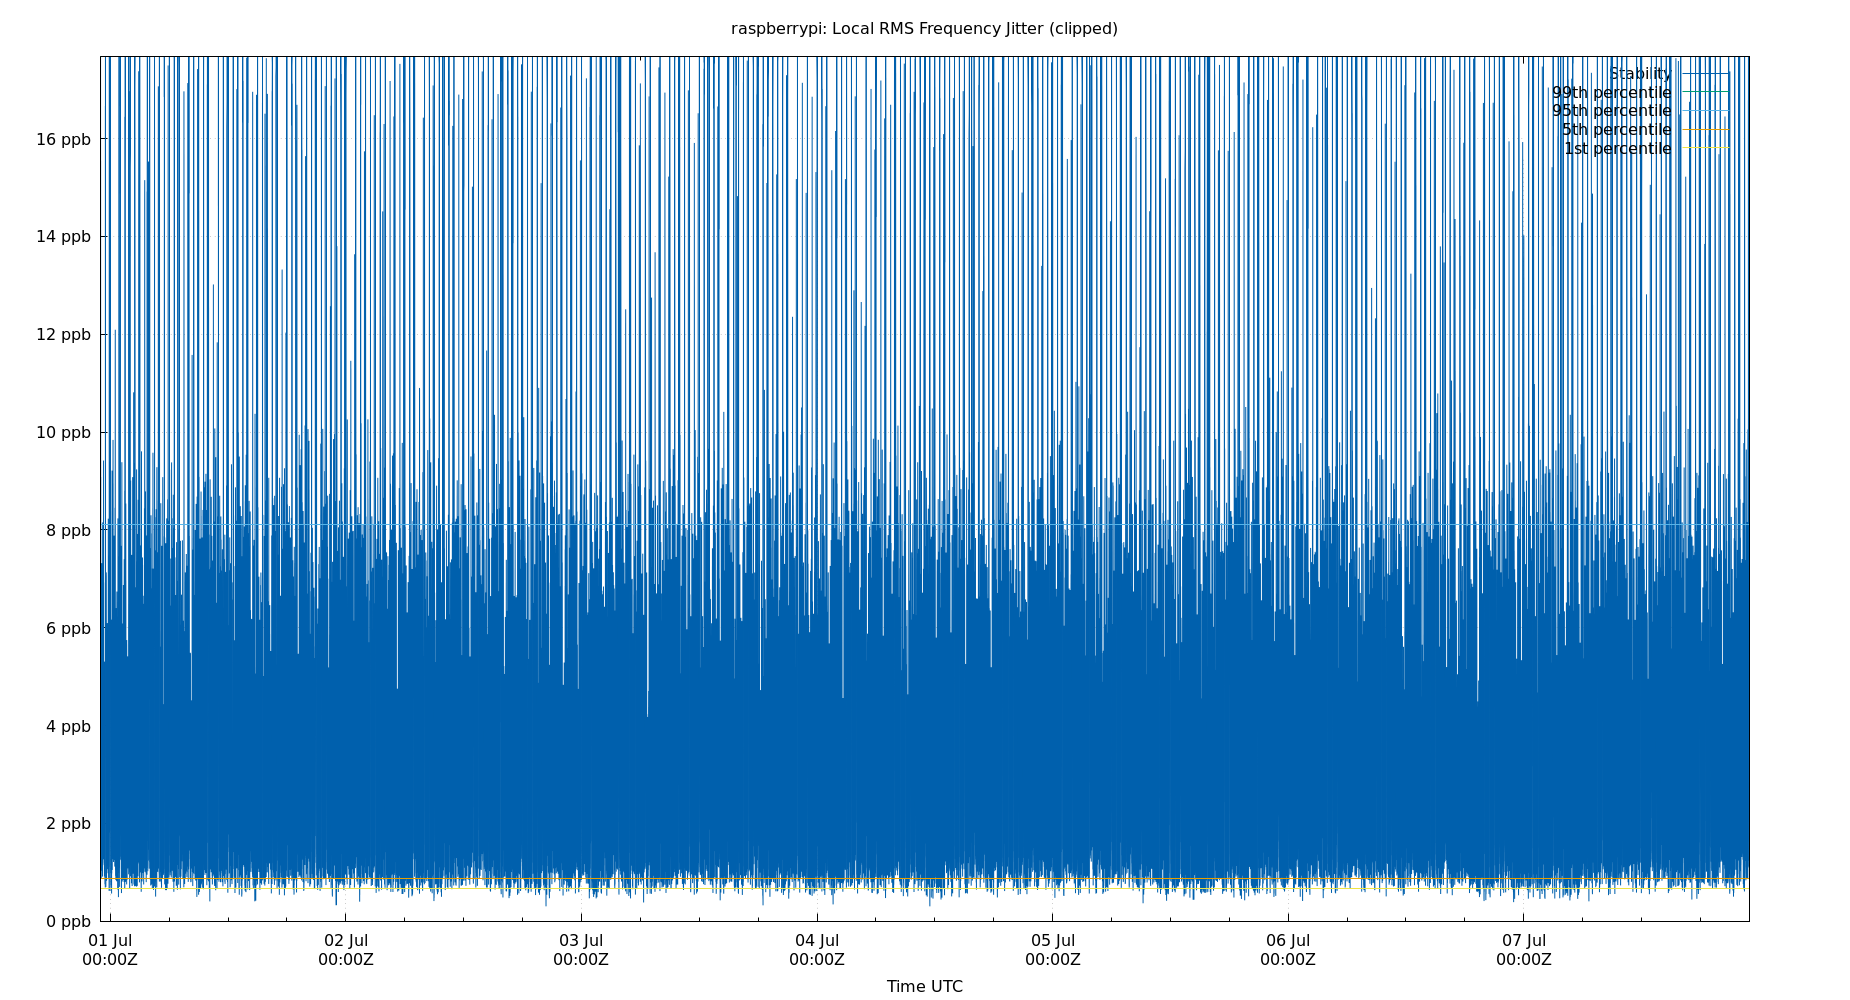 raspberrypi: Local RMS Frequency Jitter (clipped)
Stability
99th percentile
95th percentile
5th percentile
1st percentile
16 ppb
14 ppb
12 ppb
10 ppb
8 ppb
6 ppb
4 ppb
2 ppb
0 ppb
01 Jul 02 Jul 03 Jul 04 Jul 05 Jul 06 Jul 07 Jul
00:00Z 00:00Z 00:00Z 00:00Z 00:00Z 00:00Z 00:00Z
Time UTC